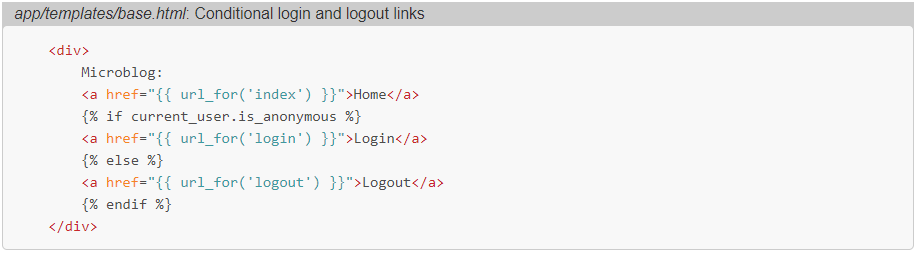 app/templates/base.html: Conditional login and logout links
<div>
Microblog:
<a href="{{ url_for('index') }}">Home</a>
{% if current_user.is_anonymous %}
<a href="{{ url_for('login') }}">Login</a>
{% else %}
<a href="{{ url_for('logout') }}">Logout</a>
{% endif %}
</div>